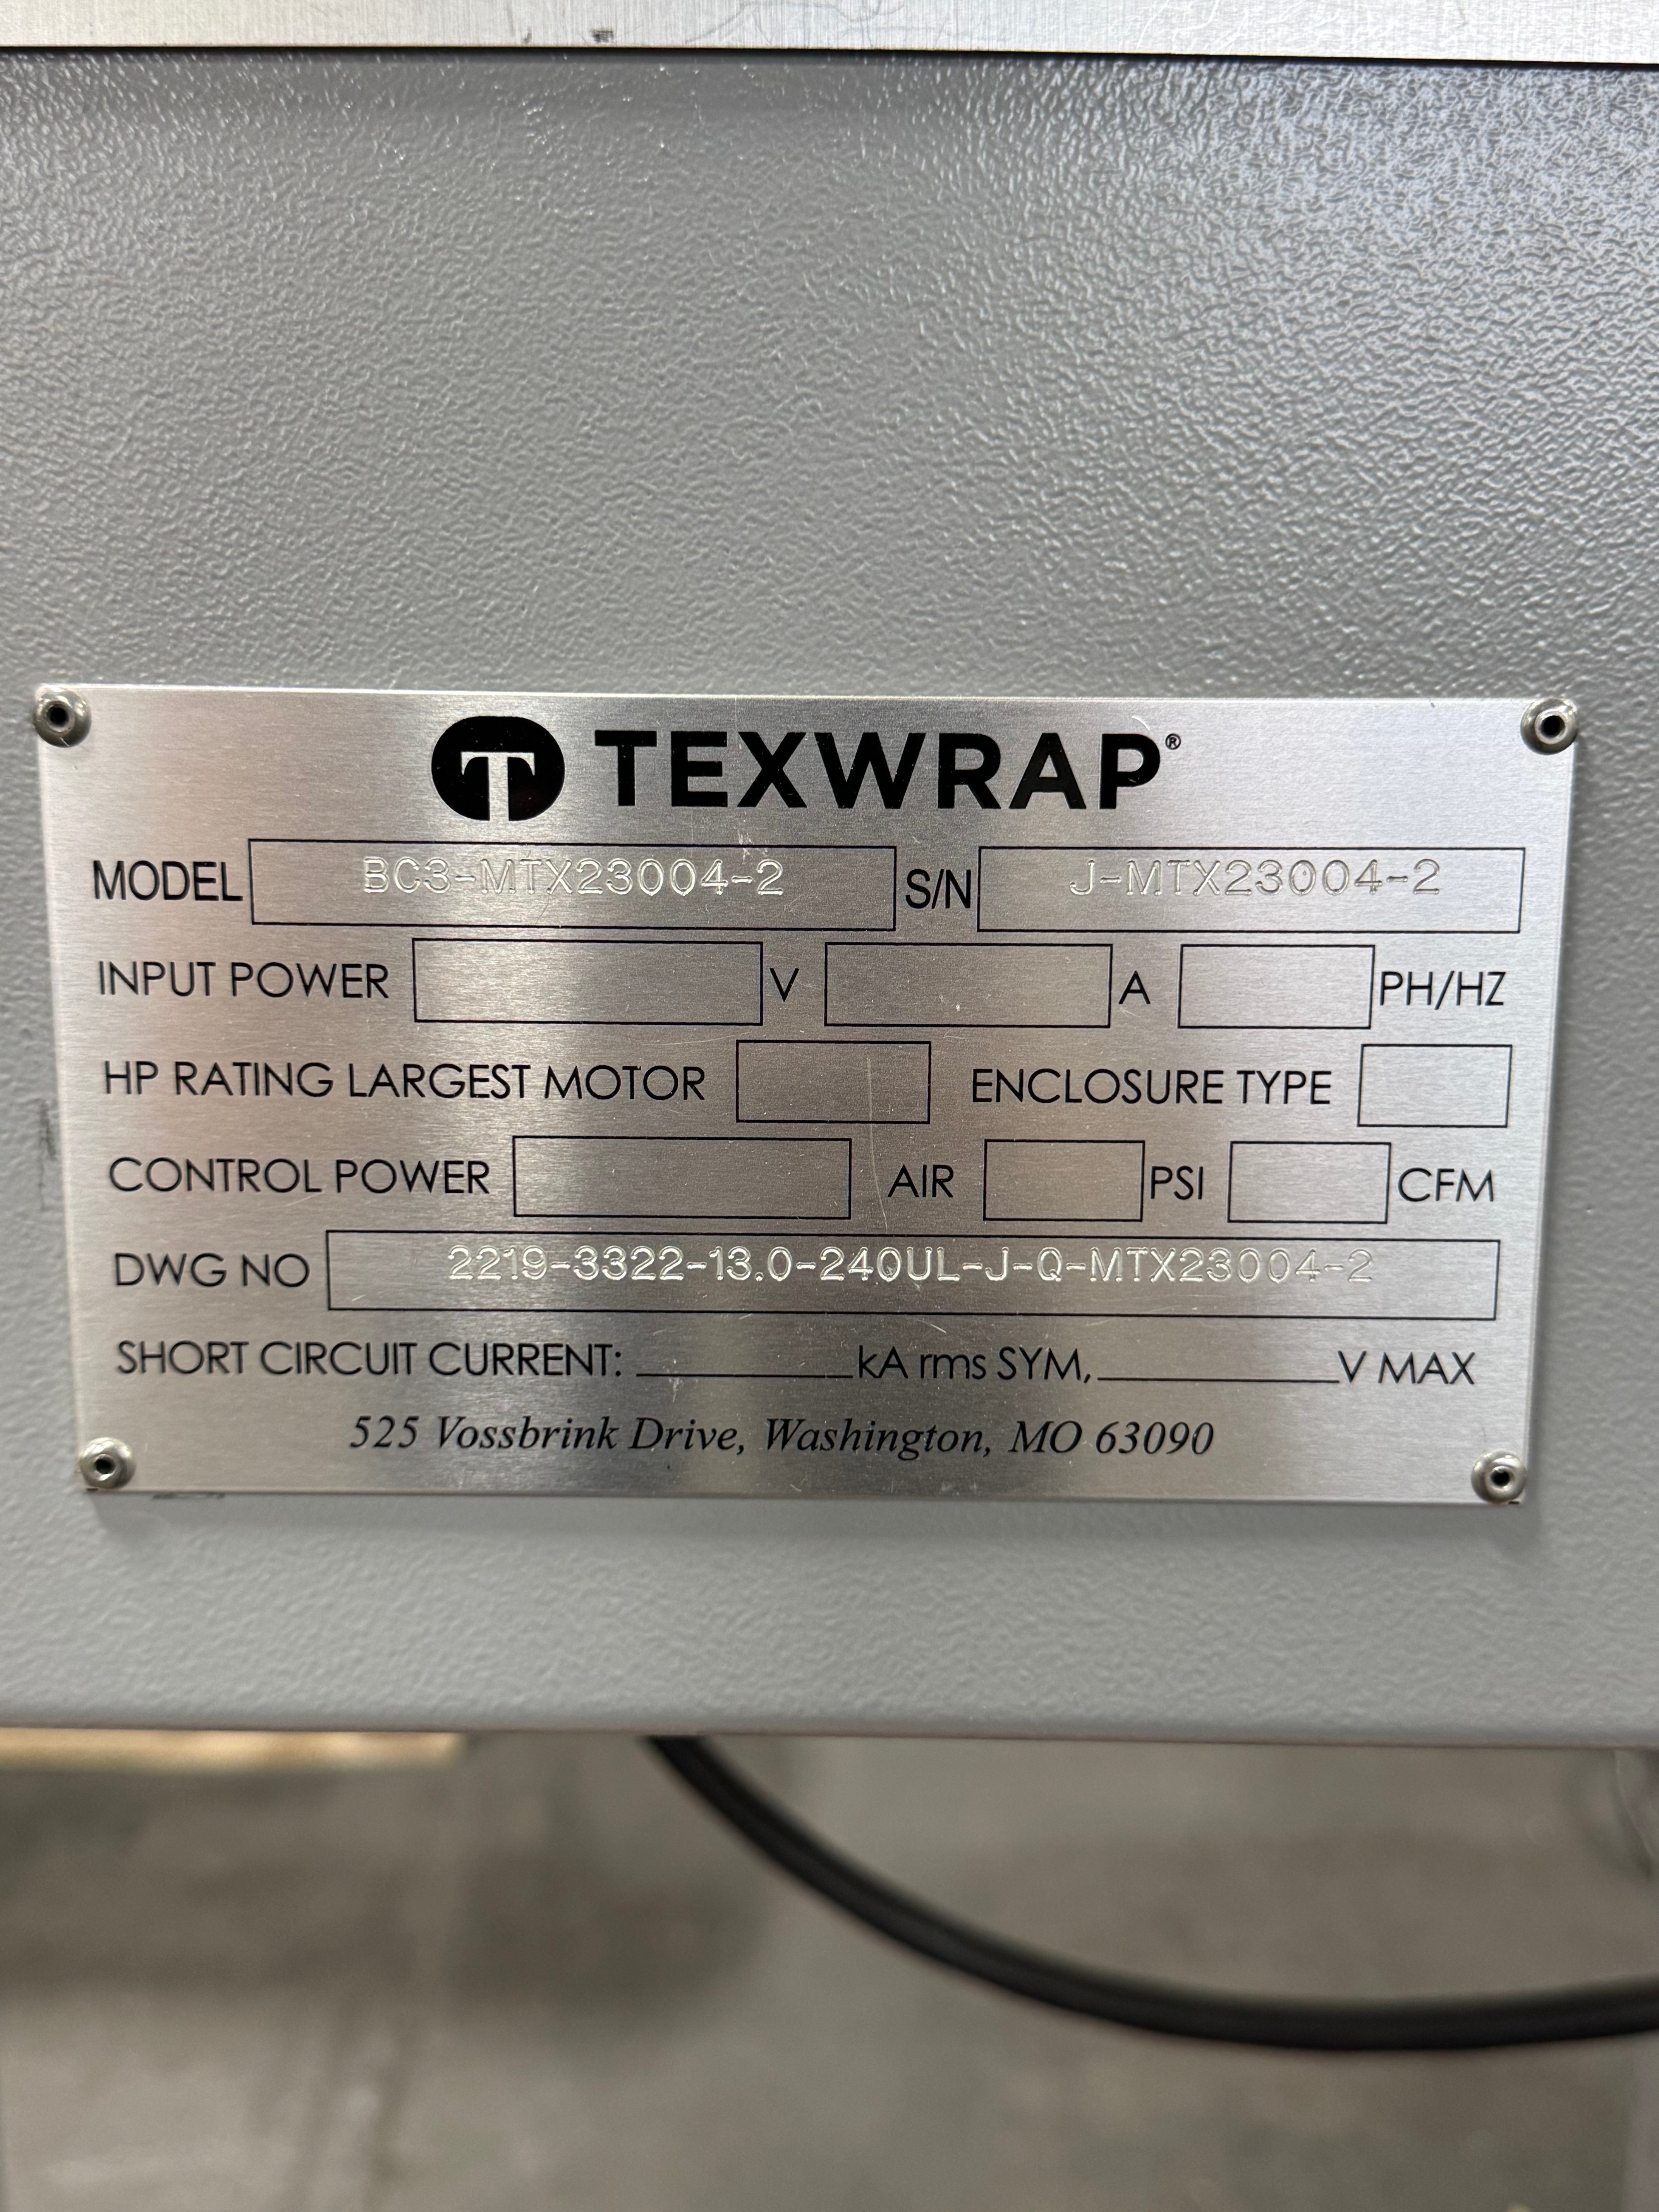 T TEXWRAP®
MODEL BC3-MTX23004-2 S/N J-MTX23004-2
INPUT POWER V A PH/HZ
HP RATING LARGEST MOTOR ENCLOSURE TYPE
CONTROL POWER AIR PSI CFM
DWG NO 2219-3322-13.0-240UL-J-Q-MTX23004-2
SHORT CIRCUIT CURRENT: ________kA rms SYM,________V MAX
525 Vossbrink Drive, Washington, MO 63090